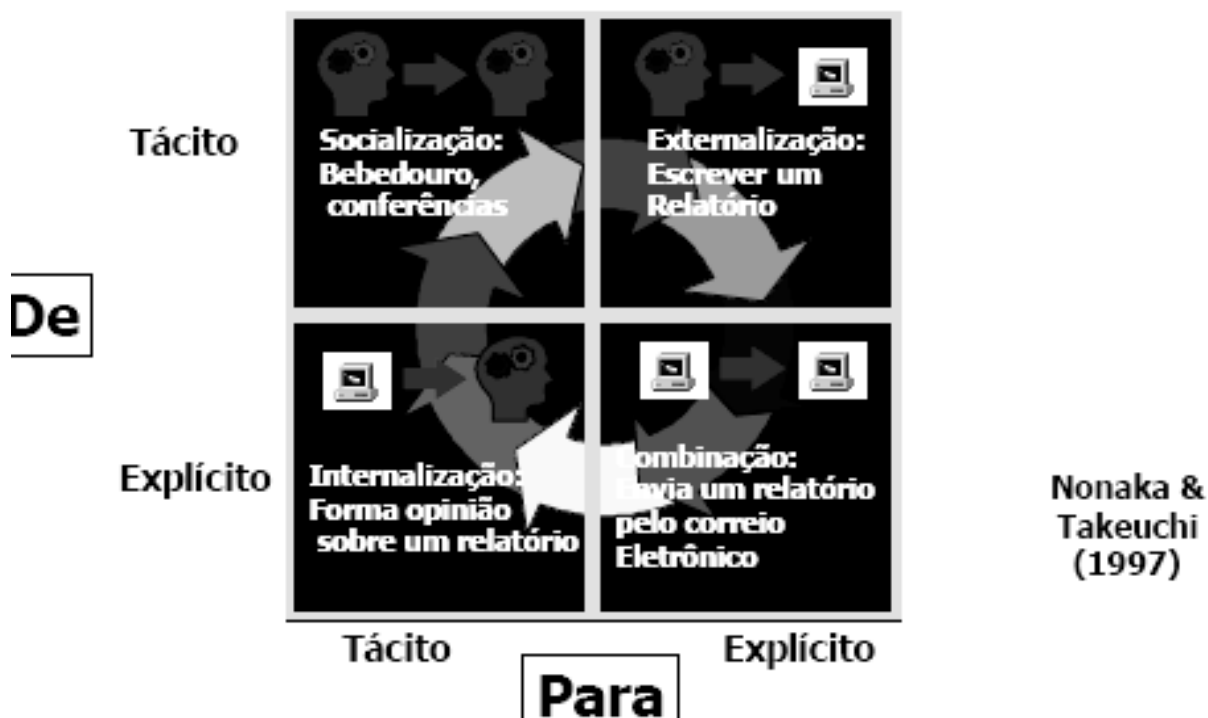 Tácito
Socialização:
Bebedouro,
conferências
Externalização:
Escrever um
Relatório
De
Explícito
Internalização:
Forma opinião
sobre um relatório
Combinação:
Envia um relatório
pelo correio
Eletrônico
Nonaka &
Takeuchi
(1997)
Tácito
Explícito
Para